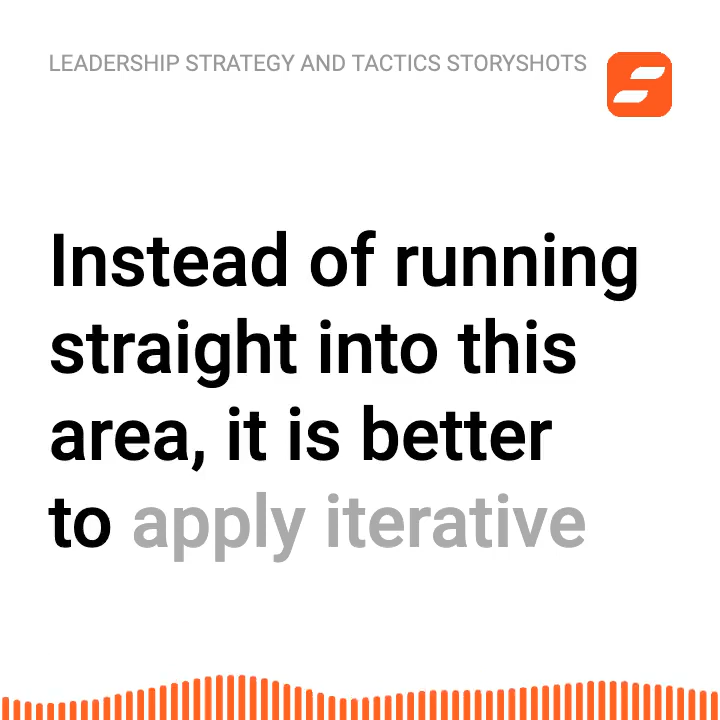 LEADERSHIP STRATEGY AND TACTICS STORYSHOTS
Instead of running
straight into this
area, it is better
to apply iterative